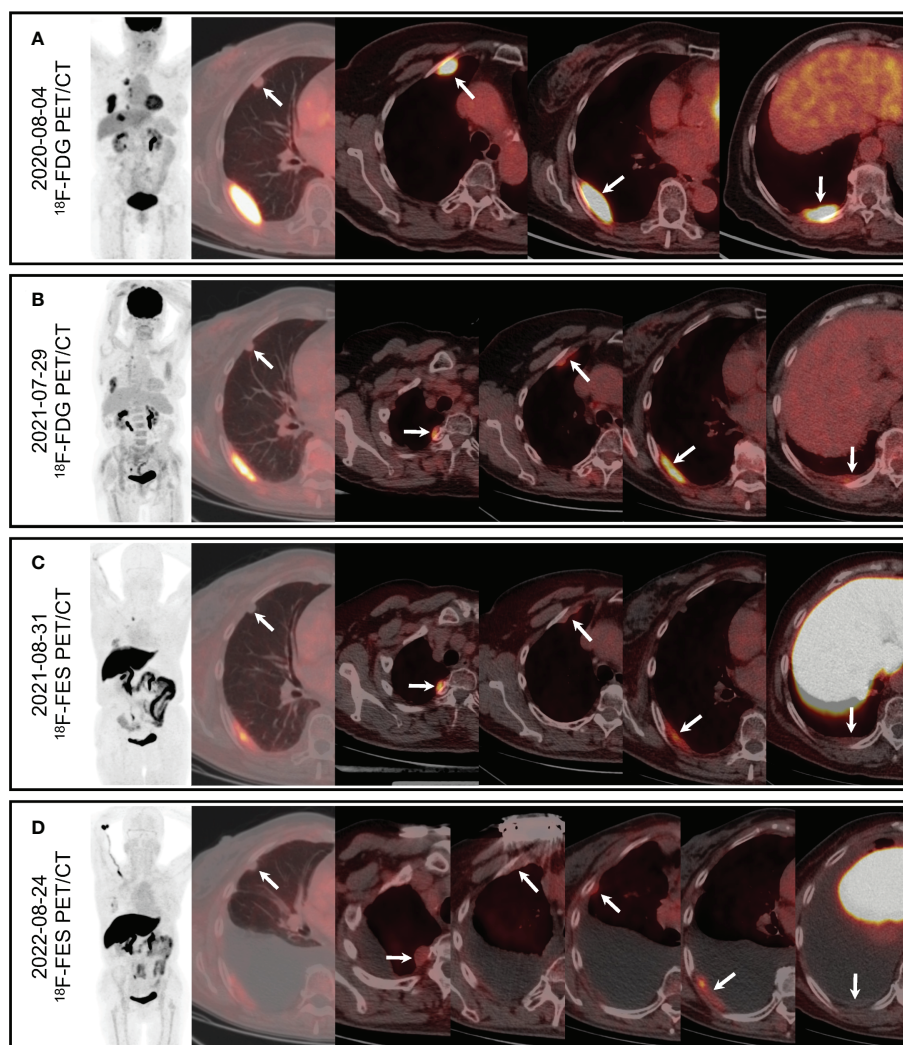 A
2020-08-04
18F-FDG PET/CT
B
2021-07-29
18F-FDG PET/CT
C
2021-08-31
18F-FES PET/CT
D
2022-08-24
18F-FES PET/CT